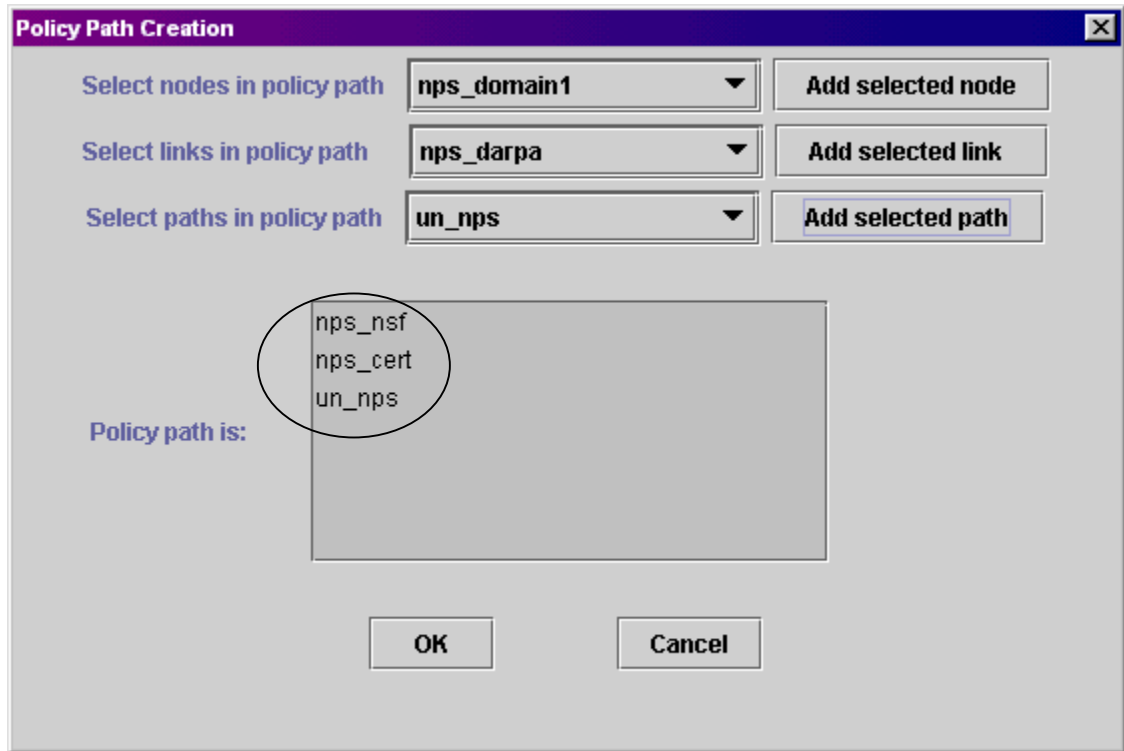 Policy Path Creation
Select nodes in policy path nps_domain1 Add selected node
Select links in policy path nps_darpa Add selected link
Select paths in policy path un_nps Add selected path
nps_nsf
nps_cert
un_nps
Policy path is:
OK Cancel